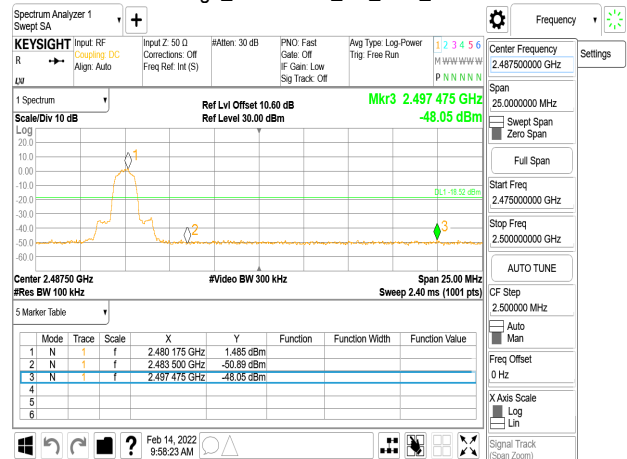 Spectrum Analyzer 1
Swept SA
Frequency
KEYSIGHT
R
Input: RF
Coupling: DC
Align: Auto
Input Z: 50 Ω
Corrections: Off
Freq Ref: Int (S)
#Atten: 30 dB
PNO: Fast
Gate: Off
IF Gain: Low
Sig Track: Off
Avg Type: Log-Power
Trig: Free Run
1 2 3 4 5 6
M W W W W W
P N N N N N
Center Frequency
2.487500000 GHz
Settings
Span
25.0000000 MHz
Swept Span
Zero Span
Full Span
Start Freq
2.475000000 GHz
Stop Freq
2.500000000 GHz
AUTO TUNE
CF Step
2.500000 MHz
Auto
Man
Freq Offset
0 Hz
X Axis Scale
Log
Lin
Signal Track
(Span Zoom)
1 Spectrum
Scale/Div 10 dB
Ref Lvl Offset 10.60 dB
Ref Level 30.00 dBm
Mkr3 2.497 475 GHz
-48.05 dBm
Log
20.0
10.0
0.00
-10.0
-20.0
-30.0
-40.0
-50.0
-60.0
1
2
3
DL1 -18.52 dBm
Center 2.48750 GHz
#Res BW 100 kHz
#Video BW 300 kHz
Span 25.00 MHz
Sweep 2.40 ms (1001 pts)
5 Marker Table
Mode Trace Scale X Y Function Function Width Function Value
1 N 1 f 2.480 175 GHz 1.485 dBm
2 N 1 f 2.483 500 GHz -50.89 dBm
3 N 1 f 2.497 475 GHz -48.05 dBm
4
5
6
?
Feb 14, 2022
9:58:23 AM